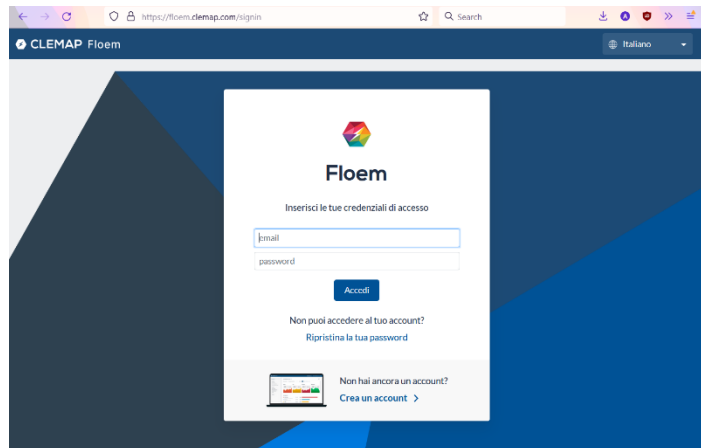 https://floem.clemap.com/signin
Search
CLEMAP Floem
Italiano
Floem
Inserisci le tue credenziali di accesso
email
password
Accedi
Non puoi accedere al tuo account?
Ripristina la tua password
Non hai ancora un account?
Crea un account >